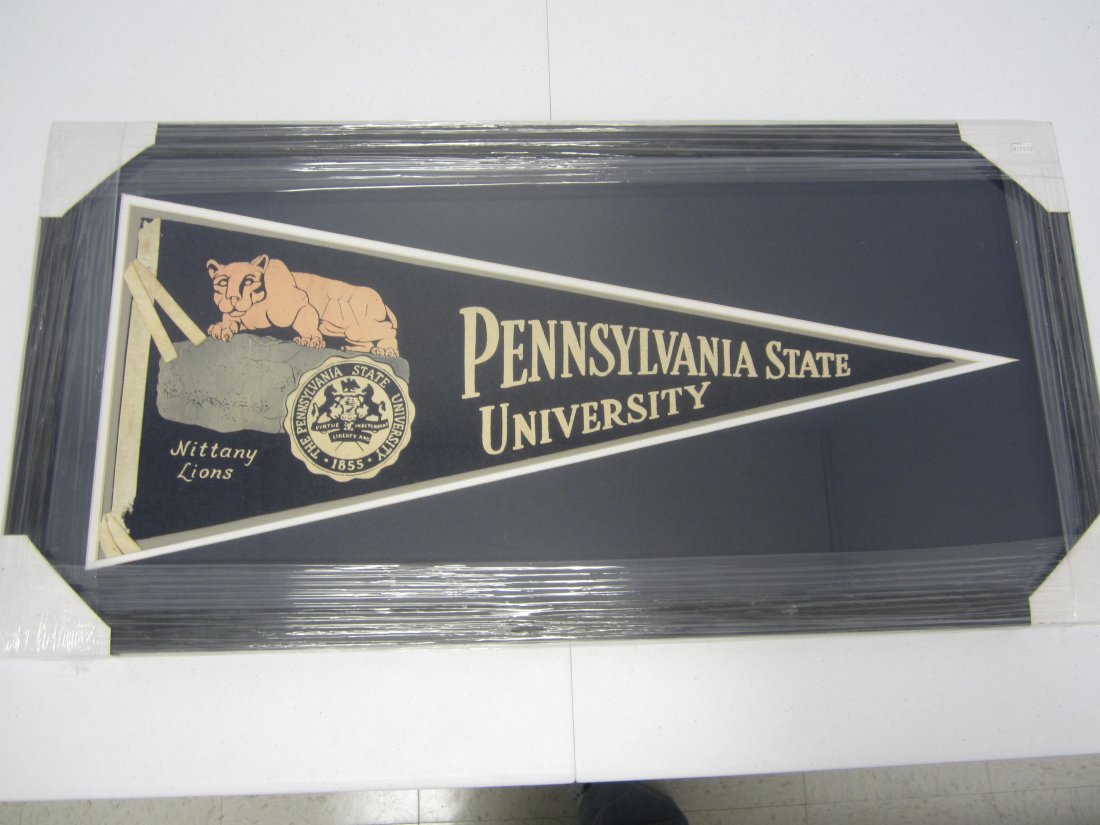 PENNSYLVANIA STATE
UNIVERSITY
Nittany
Lions
THE PENNSYLVANIA STATE UNIVERSITY
VIRTUE INDEPENDENCE
LIBERTY AND
1855